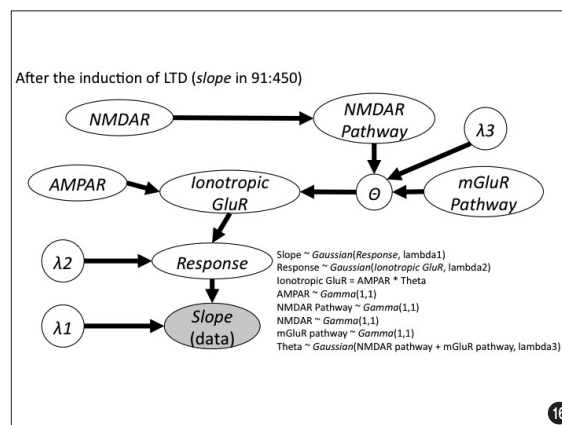 After the induction of LTD (slope in 91:450)
NMDAR
NMDAR
Pathway
λ3
AMPAR
Ionotropic
GluR
Θ
mGluR
Pathway
λ2
Response
λ1
Slope
(data)
Slope ~ Gaussian(Response, lambda1)
Response ~ Gaussian(Ionotropic GluR, lambda2)
Ionotropic GluR = AMPAR * Theta
AMPAR ~ Gamma(1,1)
NMDAR Pathway ~ Gamma(1,1)
NMDAR ~ Gamma(1,1)
mGluR pathway ~ Gamma(1,1)
Theta ~ Gaussian(NMDAR pathway + mGluR pathway, lambda3)
16